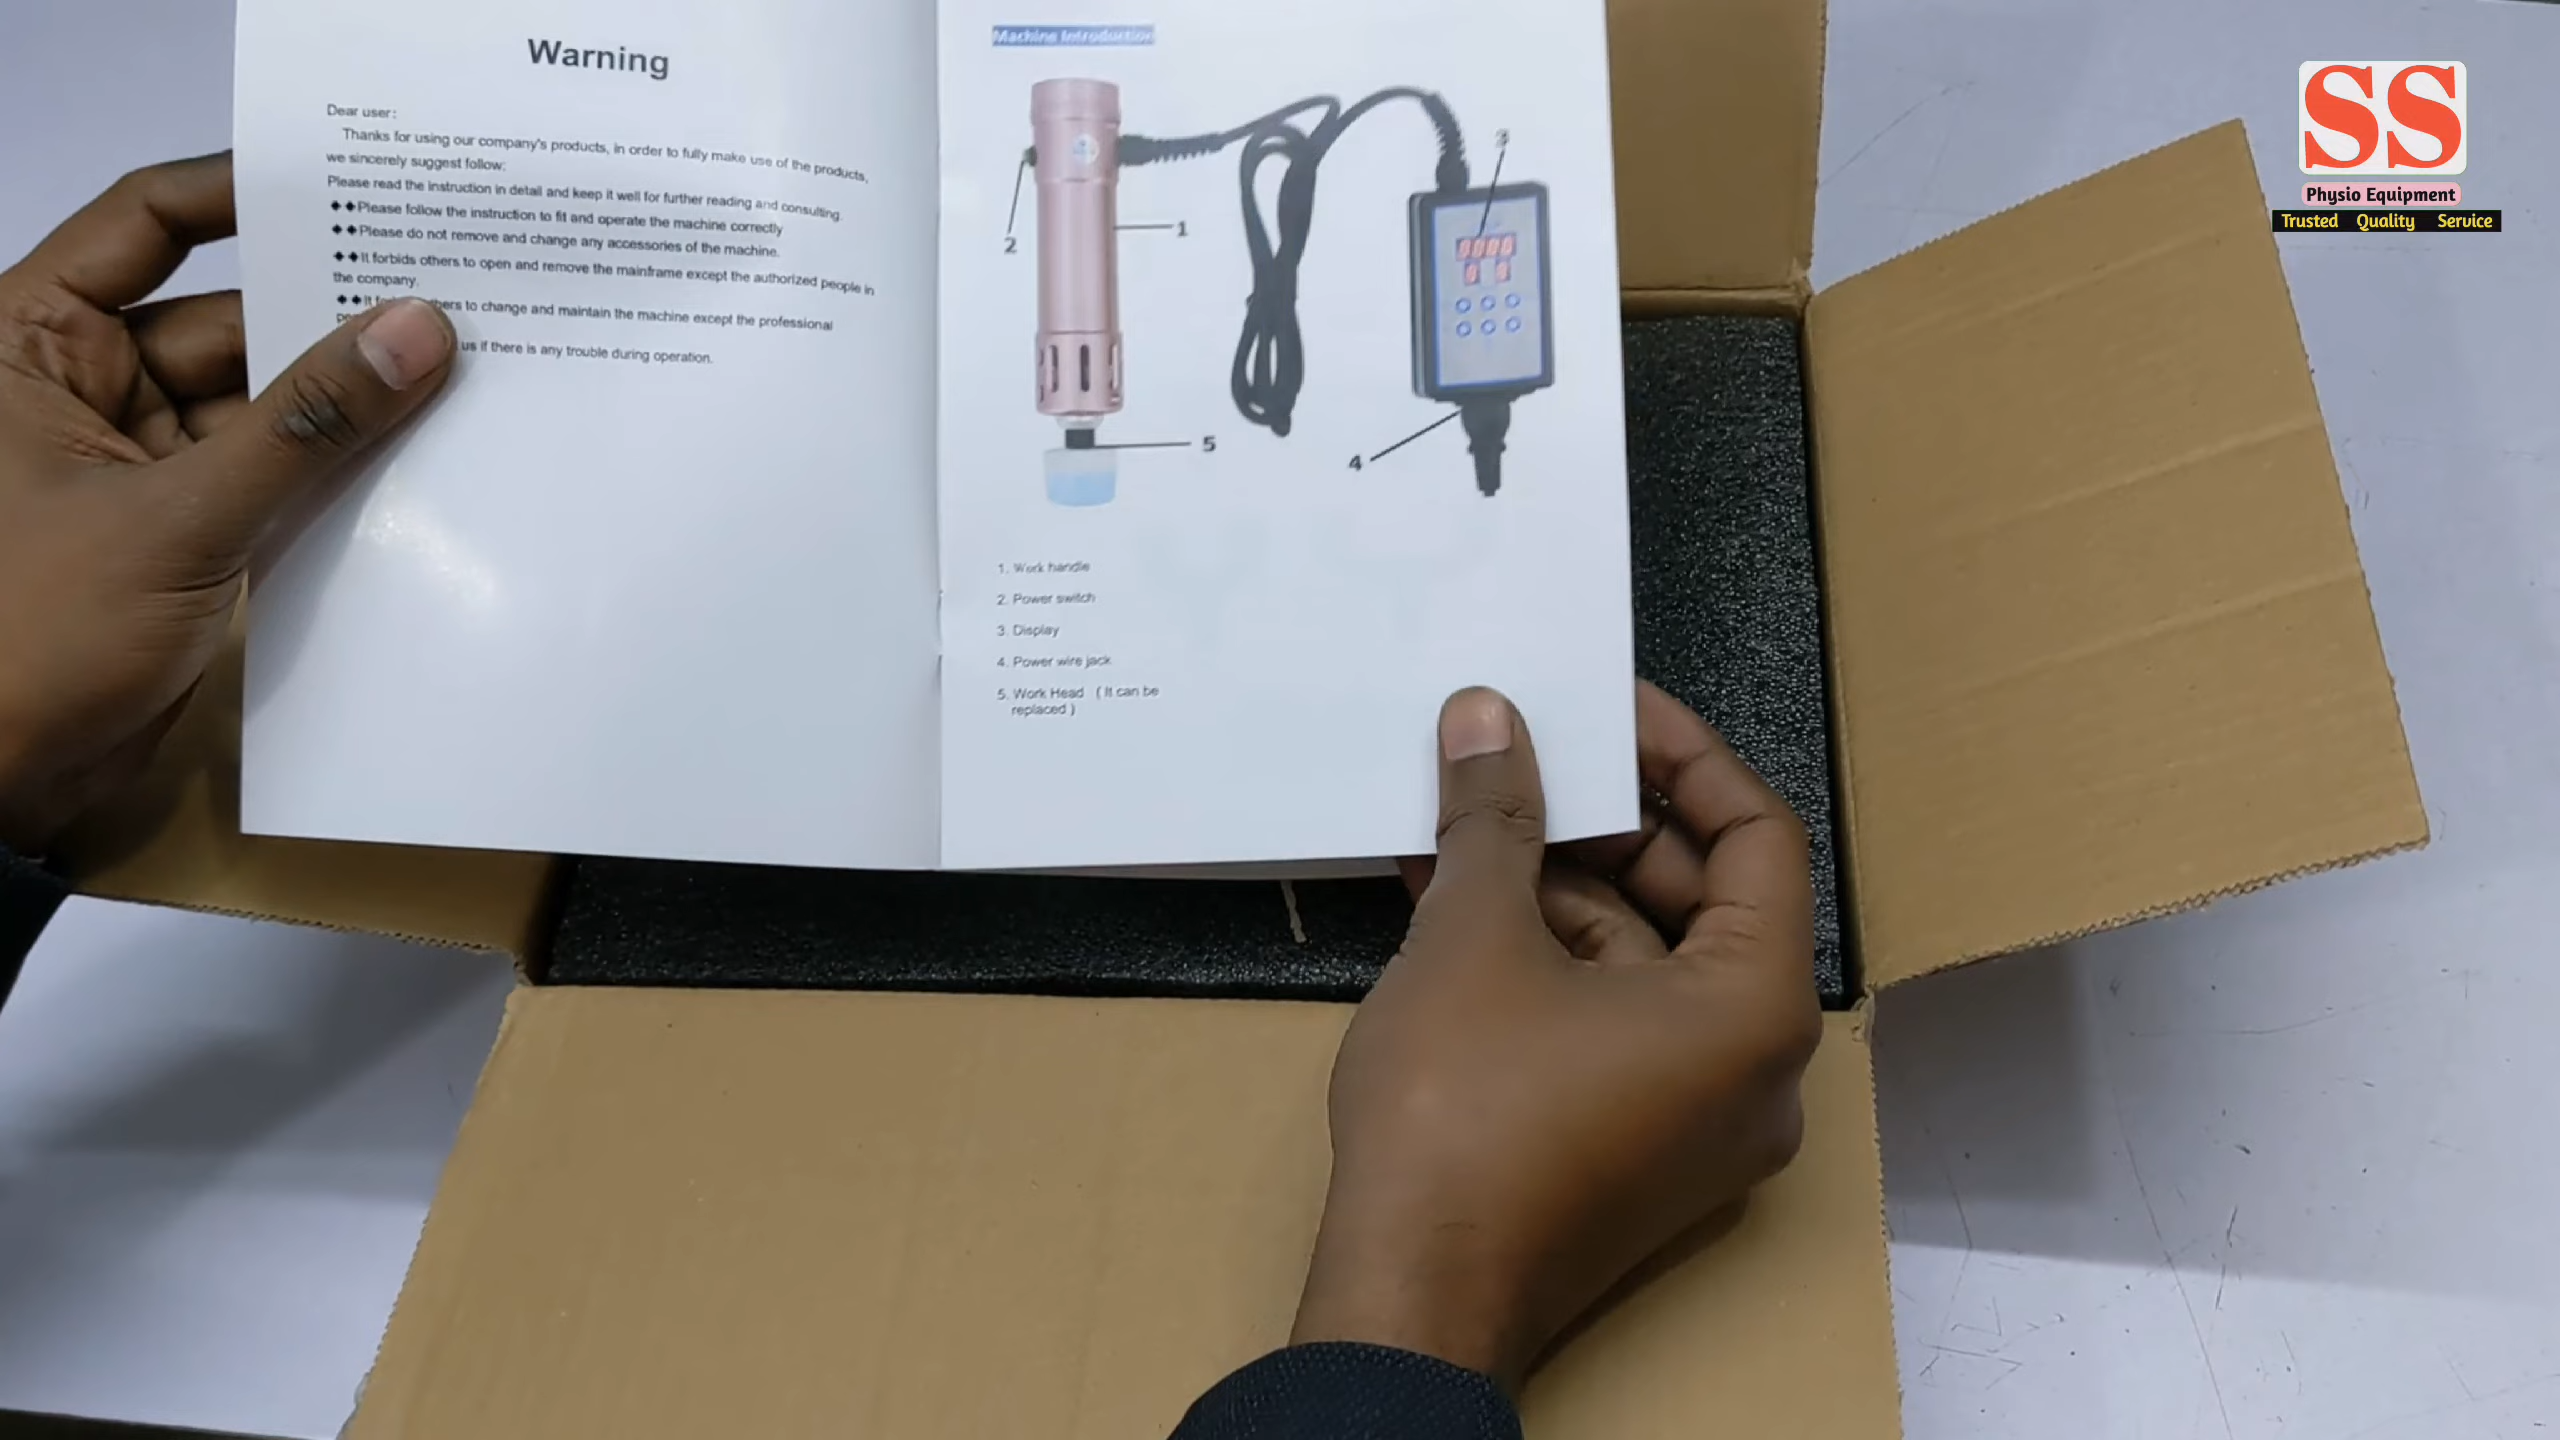 Warning
Dear user:
Thanks for using our company's products, in order to fully make use of the products,
we sincerely suggest follow:
Please read the instruction in detail and keep it well for further reading and consulting.
◆◆Please follow the instruction to fit and operate the machine correctly
◆◆Please do not remove and change any accessories of the machine.
◆◆It forbids others to open and remove the mainframe except the authorized people in
the company.
◆◆It to change and maintain the machine except the professional
us if there is any trouble during operation.
Machine Introduction
1
2
3
4
5
1. Work handle
2. Power switch
3. Display
4. Power wire jack
5. Work Head ( It can be
replaced )
SS
Physio Equipment
Trusted Quality Service